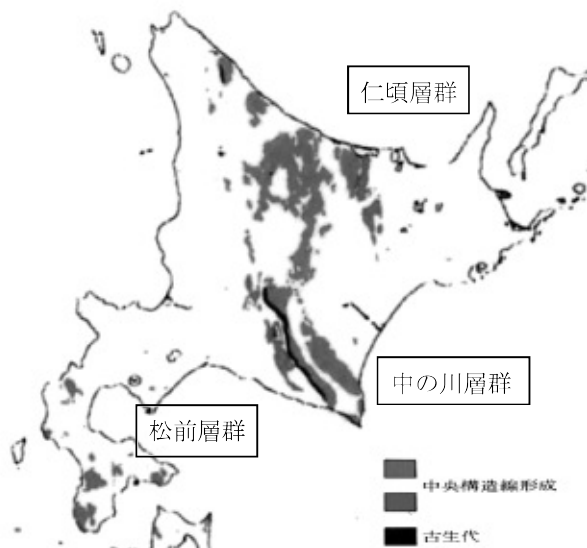 仁頃層群
中の川層群
松前層群
中央構造線形成
古生代